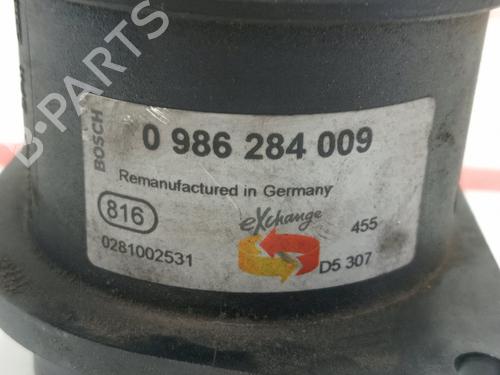 B-PARTS
BOSCH
0 986 284 009
Remanufactured in Germany
816
eXchange
455
0281002531
D5 307